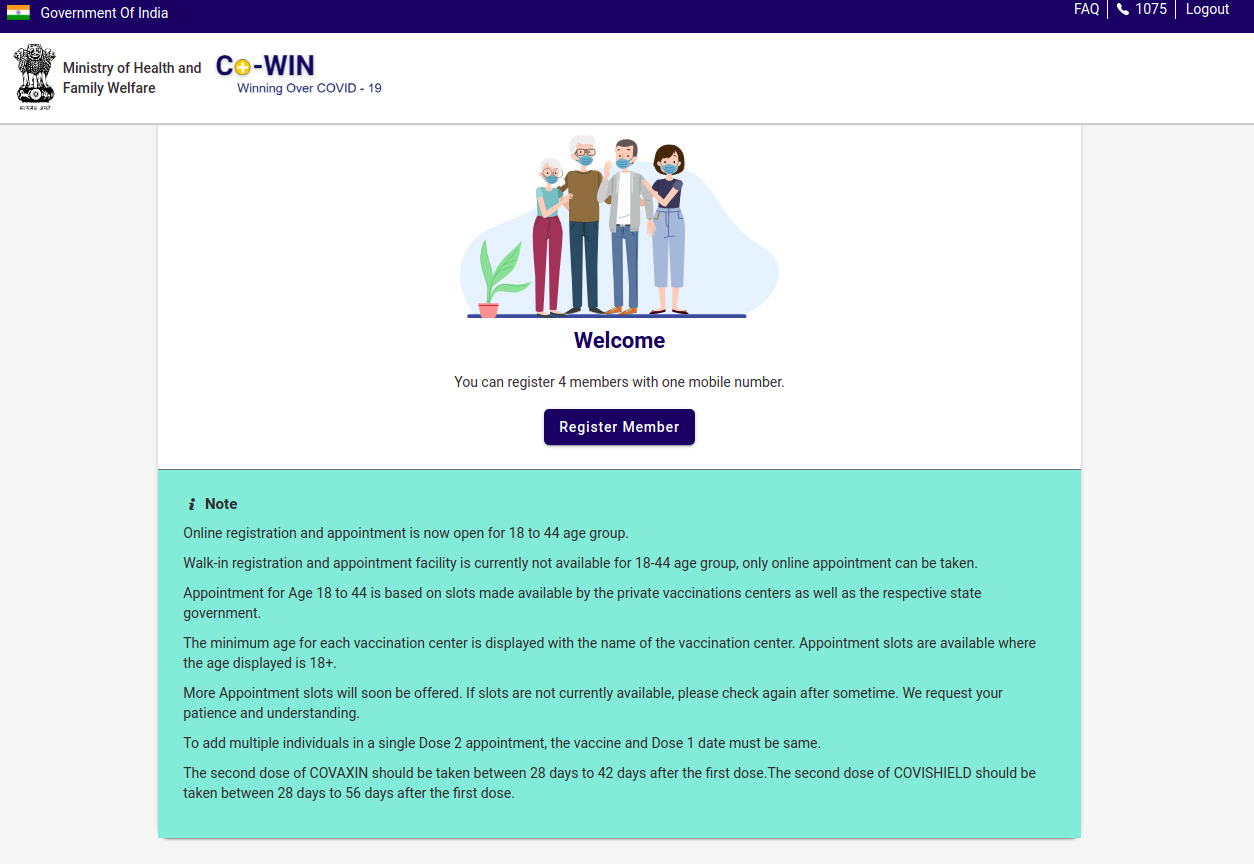 Government Of India
FAQ 1075 Logout
Ministry of Health and
Family Welfare
Co-WIN
Winning Over COVID - 19
सत्यमेव जयते
Welcome
You can register 4 members with one mobile number.
Register Member
Note
Online registration and appointment is now open for 18 to 44 age group.
Walk-in registration and appointment facility is currently not available for 18-44 age group, only online appointment can be taken.
Appointment for Age 18 to 44 is based on slots made available by the private vaccinations centers as well as the respective state
government.
The minimum age for each vaccination center is displayed with the name of the vaccination center. Appointment slots are available where
the age displayed is 18+.
More Appointment slots will soon be offered. If slots are not currently available, please check again after sometime. We request your
patience and understanding.
To add multiple individuals in a single Dose 2 appointment, the vaccine and Dose 1 date must be same.
The second dose of COVAXIN should be taken between 28 days to 42 days after the first dose.The second dose of COVISHIELD should be
taken between 28 days to 56 days after the first dose.